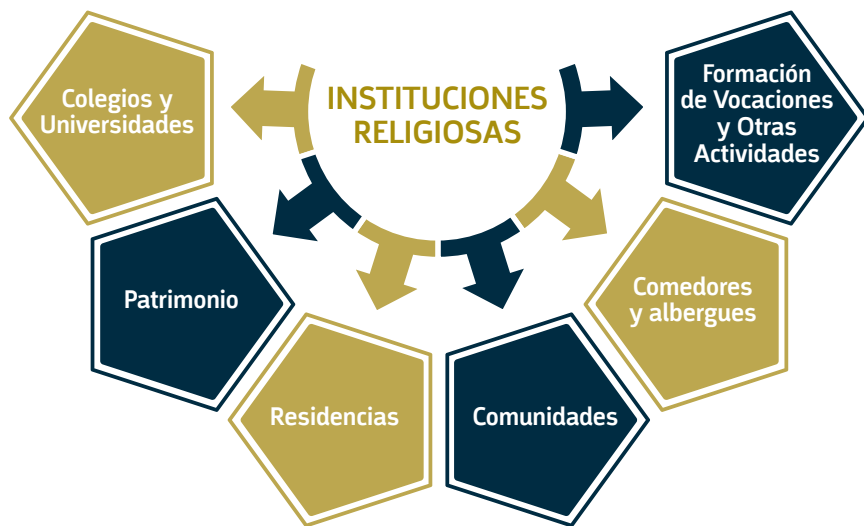 INSTITUCIONES
RELIGIOSAS
Colegios y
Universidades
Patrimonio
Residencias
Comunidades
Comedores
y albergues
Formación
de Vocaciones
y Otras
Actividades